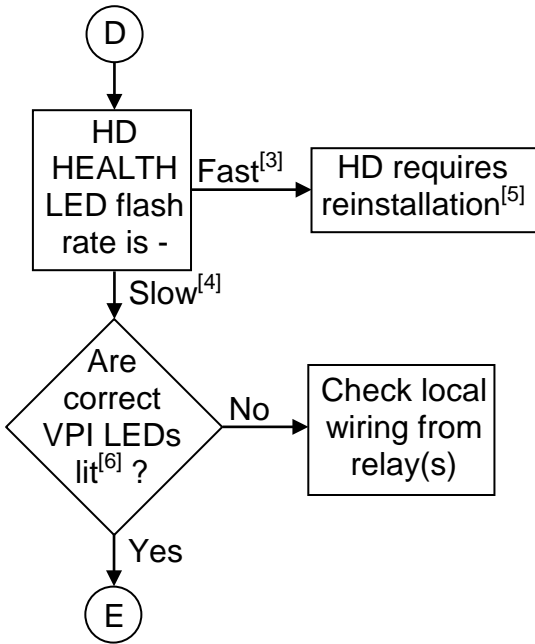 D
HD
HEALTH
LED flash
rate is -
Fast[3]
HD requires
reinstallation[5]
Slow[4]
Are
correct
VPI LEDs
lit[6] ?
No
Check local
wiring from
relay(s)
Yes
E